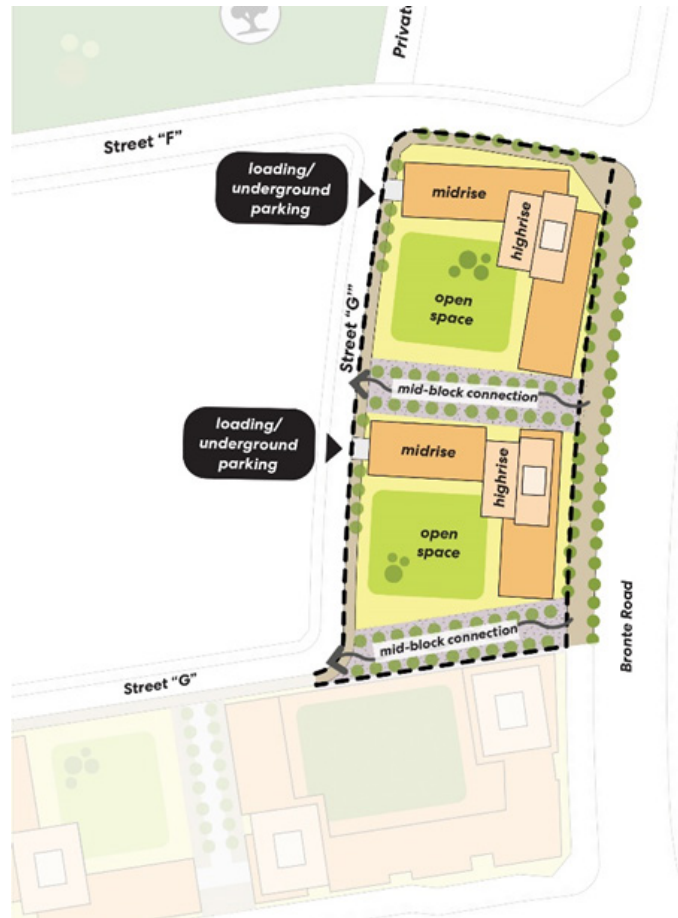 Private
Street “F”
loading/
underground
parking
midrise
highrise
open
space
Street “G”’
mid-block connection
loading/
underground
parking
midrise
highrise
open
space
mid-block connection
Bronte Road
Street “G”